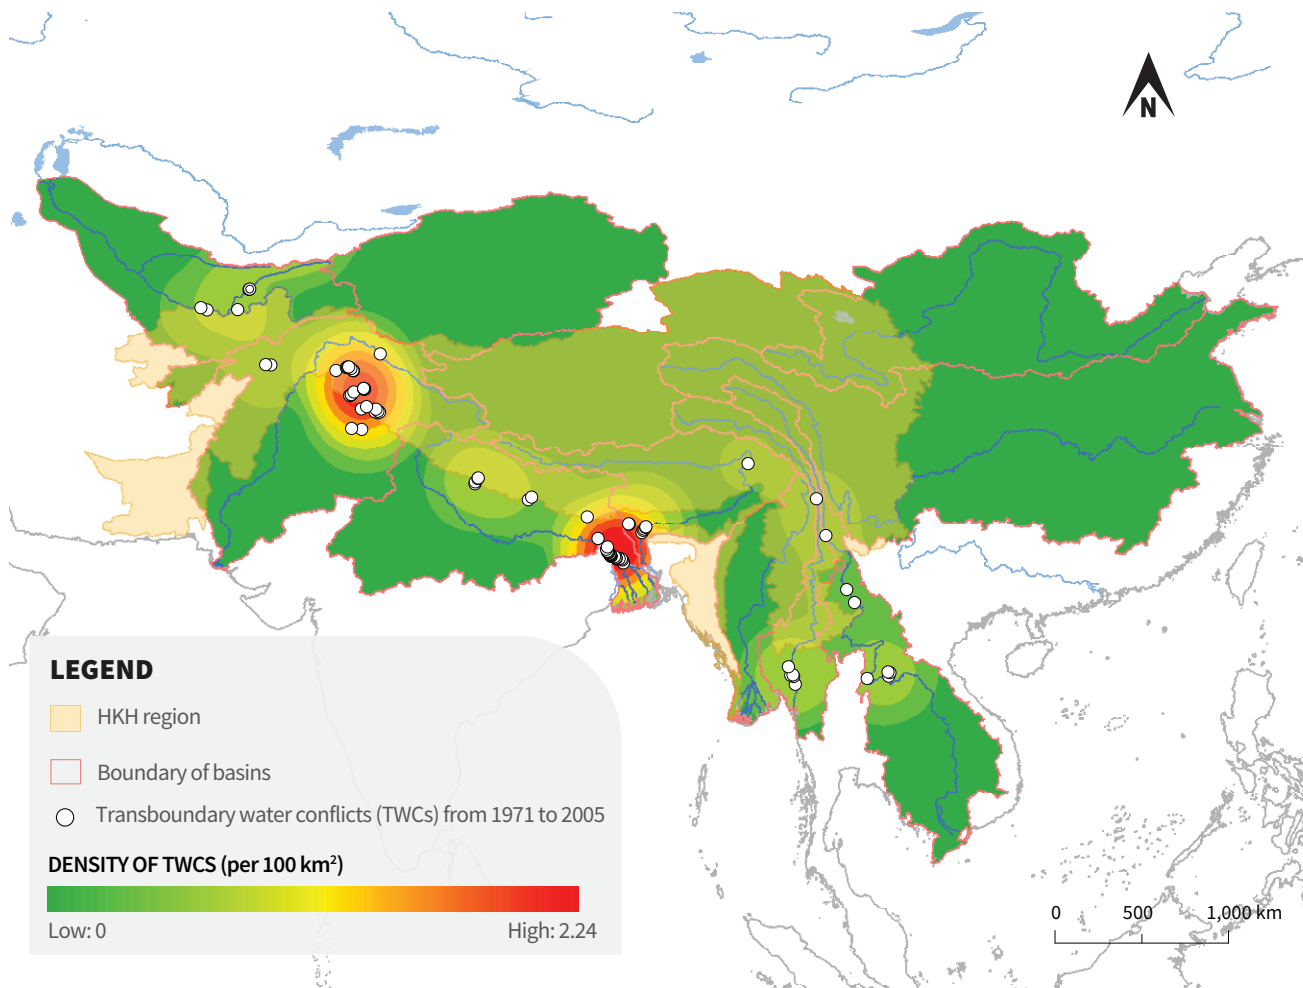 N
LEGEND
HKH region
Boundary of basins
Transboundary water conflicts (TWCs) from 1971 to 2005
DENSITY OF TWCS (per 100 km²)
Low: 0
High: 2.24
0 500 1,000 km